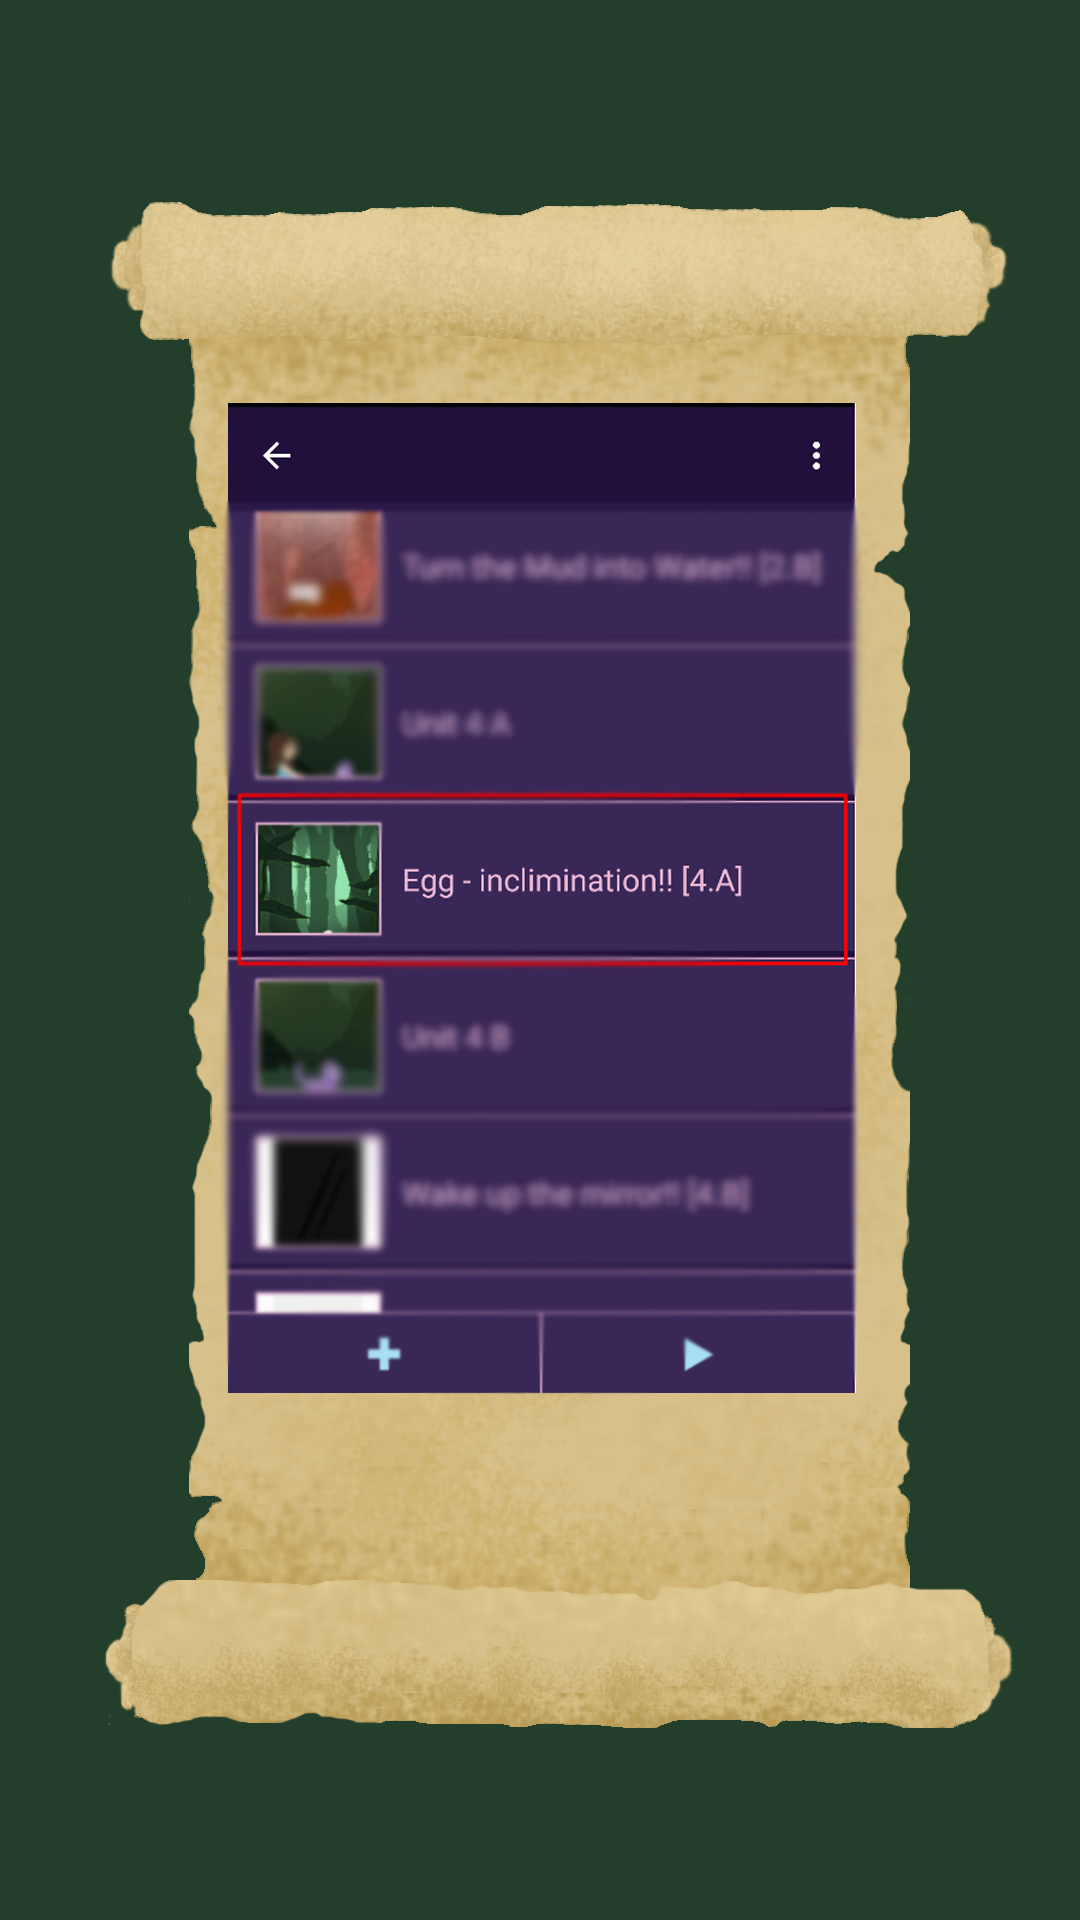 Turn the Mud into Water!! [2.B]
Unit 4 A
Egg - inclimination!! [4.A]
Unit 4 B
Wake up the mirror!! [4.B]